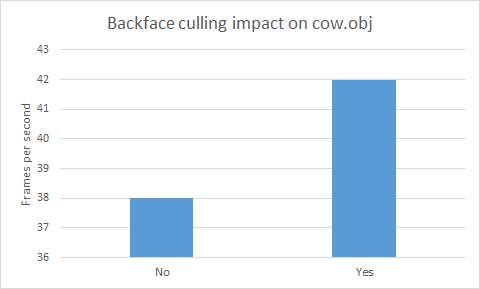 Backface culling impact on cow.obj
43
42
41
40
39
38
37
36
Frames per second
No Yes